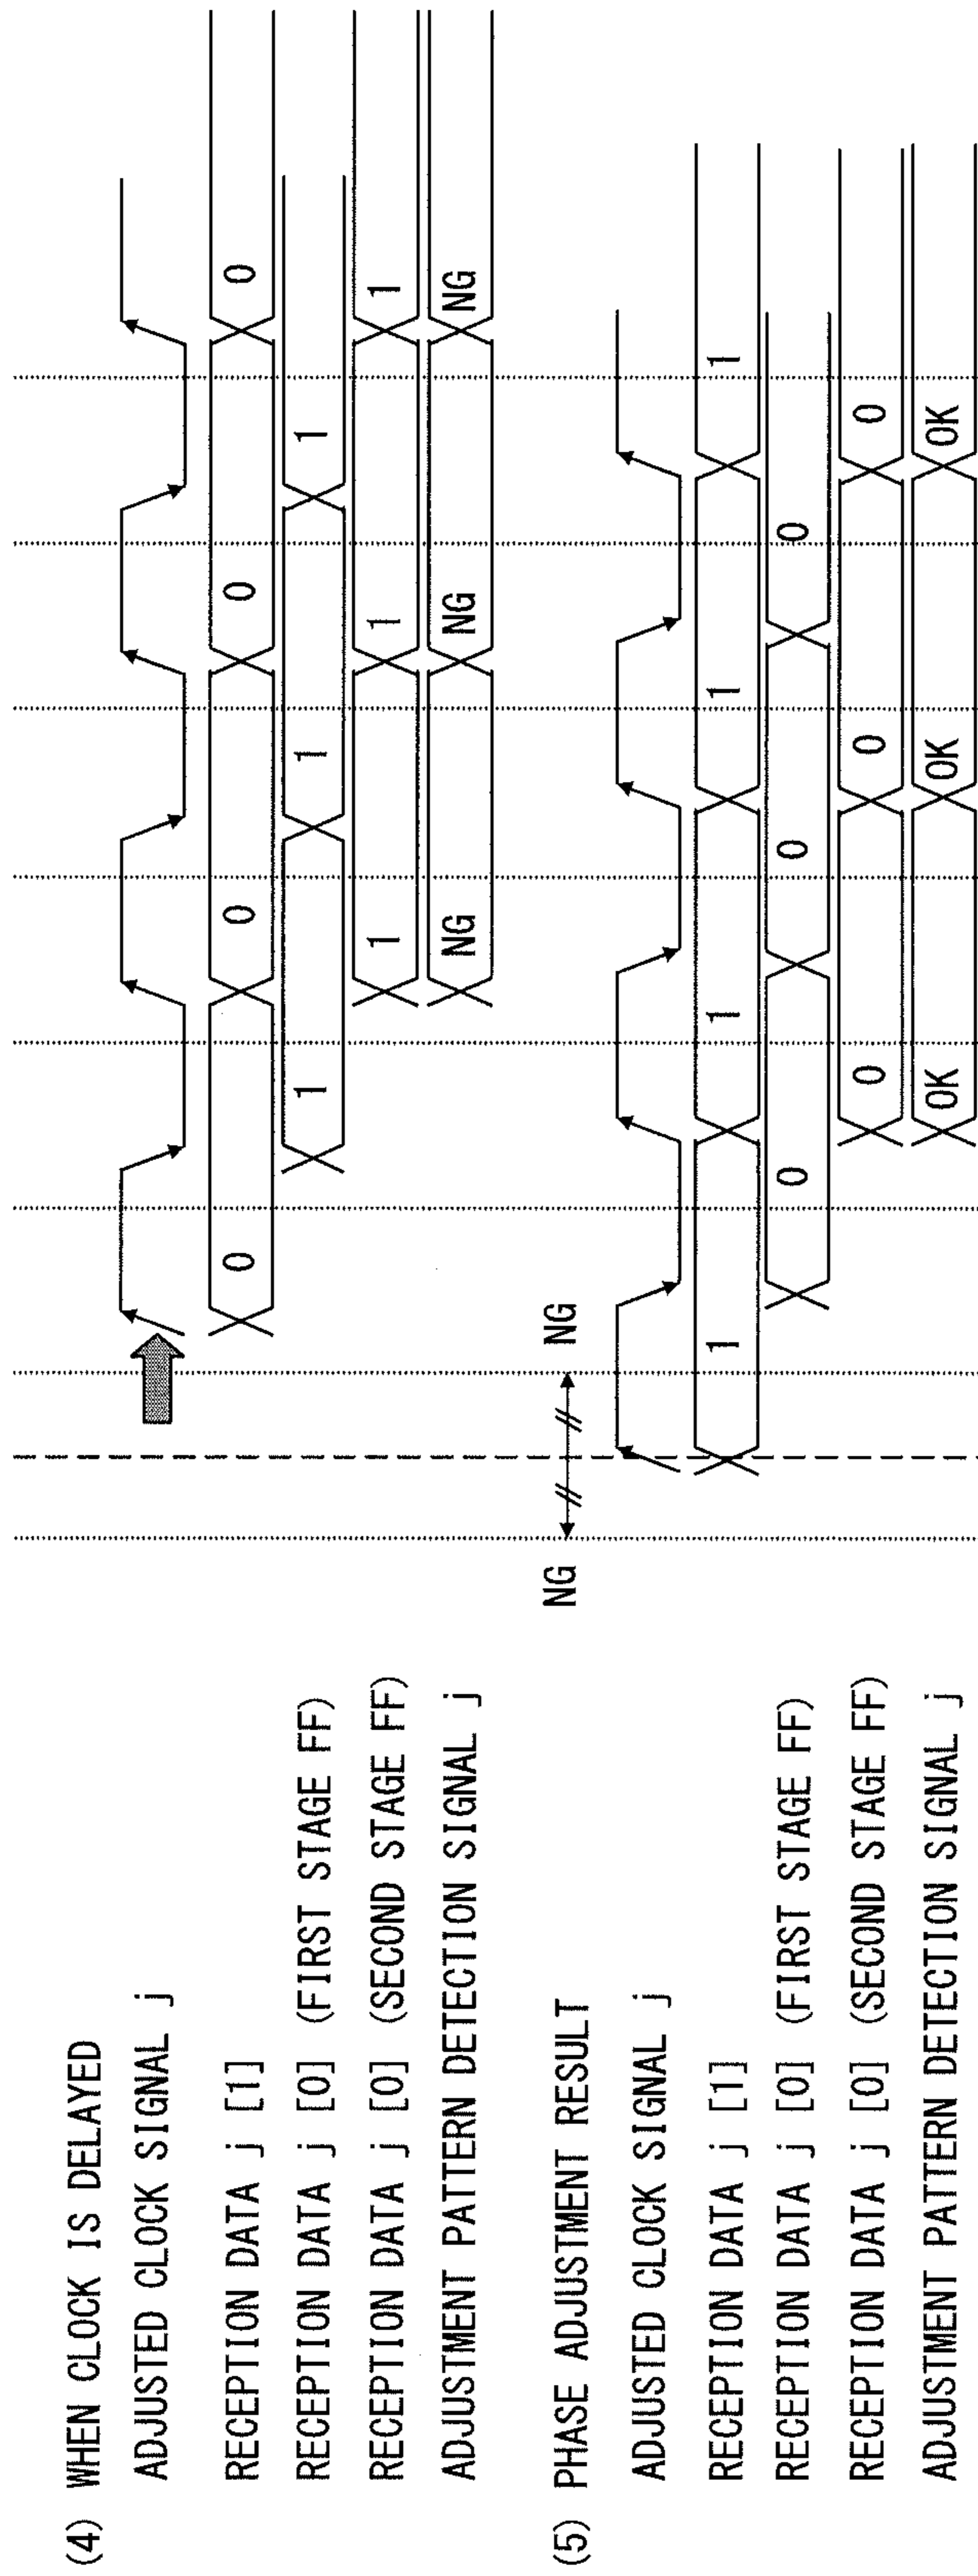 (4) WHEN CLOCK IS DELAYED
ADJUSTED CLOCK SIGNAL j
RECEPTION DATA j [1] 0 0 0 0
RECEPTION DATA j [0] (FIRST STAGE FF) 1 1 1
RECEPTION DATA j [0] (SECOND STAGE FF) 1 1 1
ADJUSTMENT PATTERN DETECTION SIGNAL j NG NG NG
NG NG
(5) PHASE ADJUSTMENT RESULT
ADJUSTED CLOCK SIGNAL j
RECEPTION DATA j [1] 1 1 1 1
RECEPTION DATA j [0] (FIRST STAGE FF) 0 0 0
RECEPTION DATA j [0] (SECOND STAGE FF) 0 0 0
ADJUSTMENT PATTERN DETECTION SIGNAL j OK OK OK